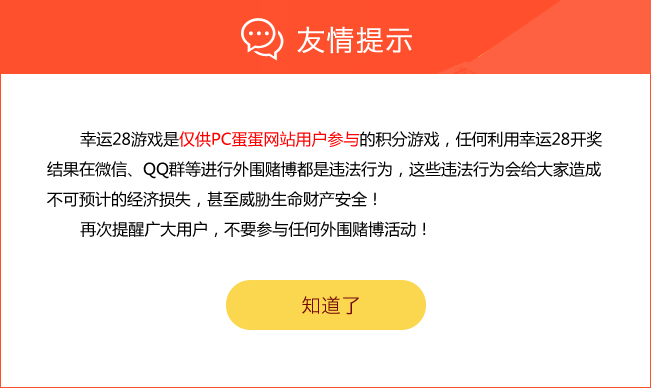 友情提示
幸运28游戏是仅供PC蛋蛋网站用户参与的积分游戏，任何利用幸运28开奖
结果在微信、QQ群等进行外围赌博都是违法行为，这些违法行为会给大家造成
不可预计的经济损失，甚至威胁生命财产安全！
再次提醒广大用户，不要参与任何外围赌博活动！
知道了